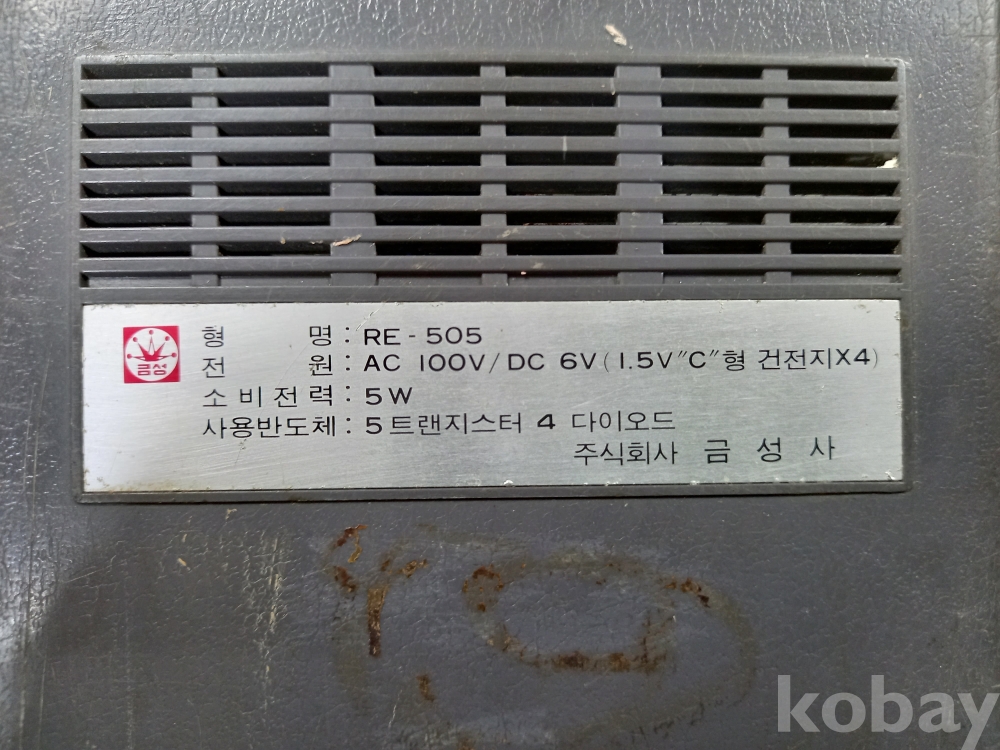 금성
형 명 : RE - 505
전 원 : AC 100V/DC 6V (1.5V "C" 형 건전지X4)
소 비 전 력 : 5W
사용반도체 : 5 트랜지스터 4 다이오드
주식회사 금 성 사
kobay